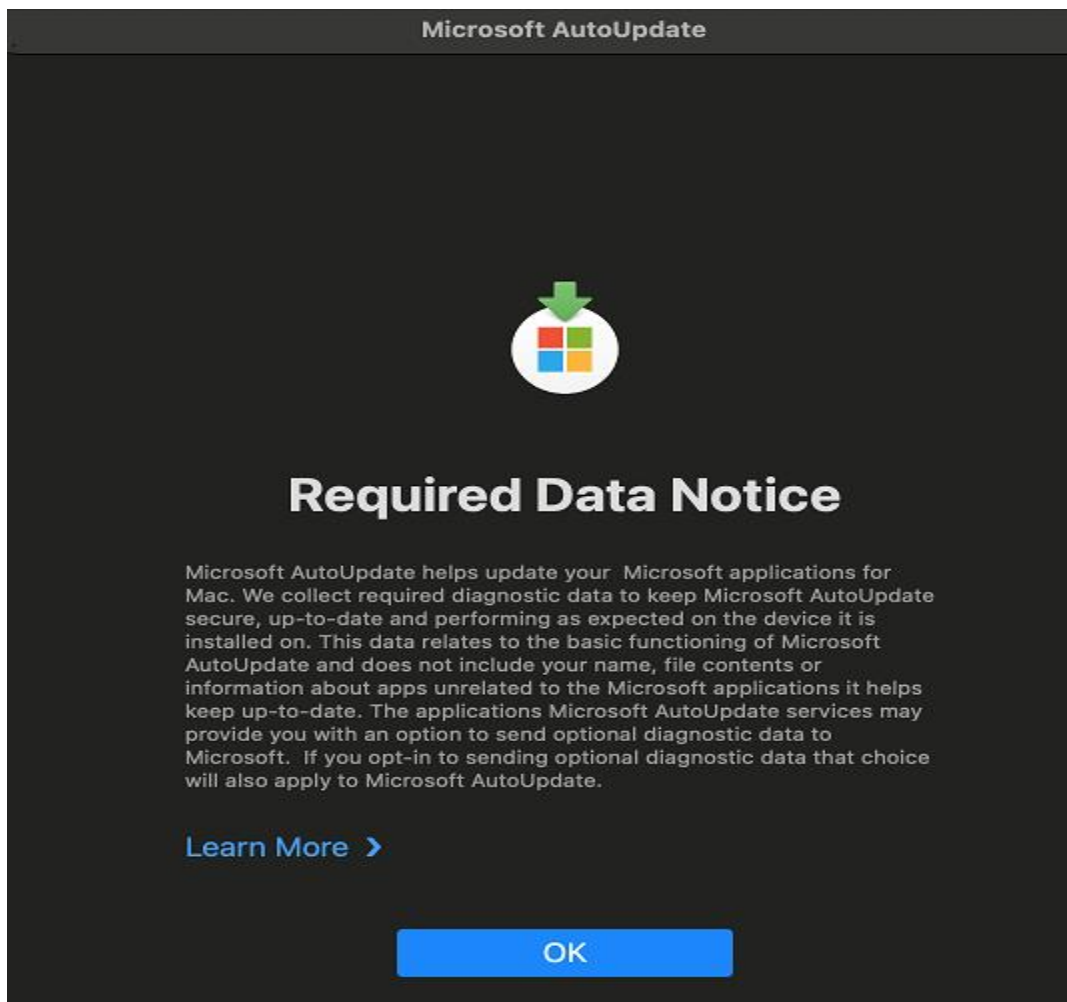 Microsoft AutoUpdate
Required Data Notice
Microsoft AutoUpdate helps update your  Microsoft applications for
Mac. We collect required diagnostic data to keep Microsoft AutoUpdate
secure, up-to-date and performing as expected on the device it is
installed on. This data relates to the basic functioning of Microsoft
AutoUpdate and does not include your name, file contents or
information about apps unrelated to the Microsoft applications it helps
keep up-to-date. The applications Microsoft AutoUpdate services may
provide you with an option to send optional diagnostic data to
Microsoft.  If you opt-in to sending optional diagnostic data that choice
will also apply to Microsoft AutoUpdate.
Learn More ❯
OK